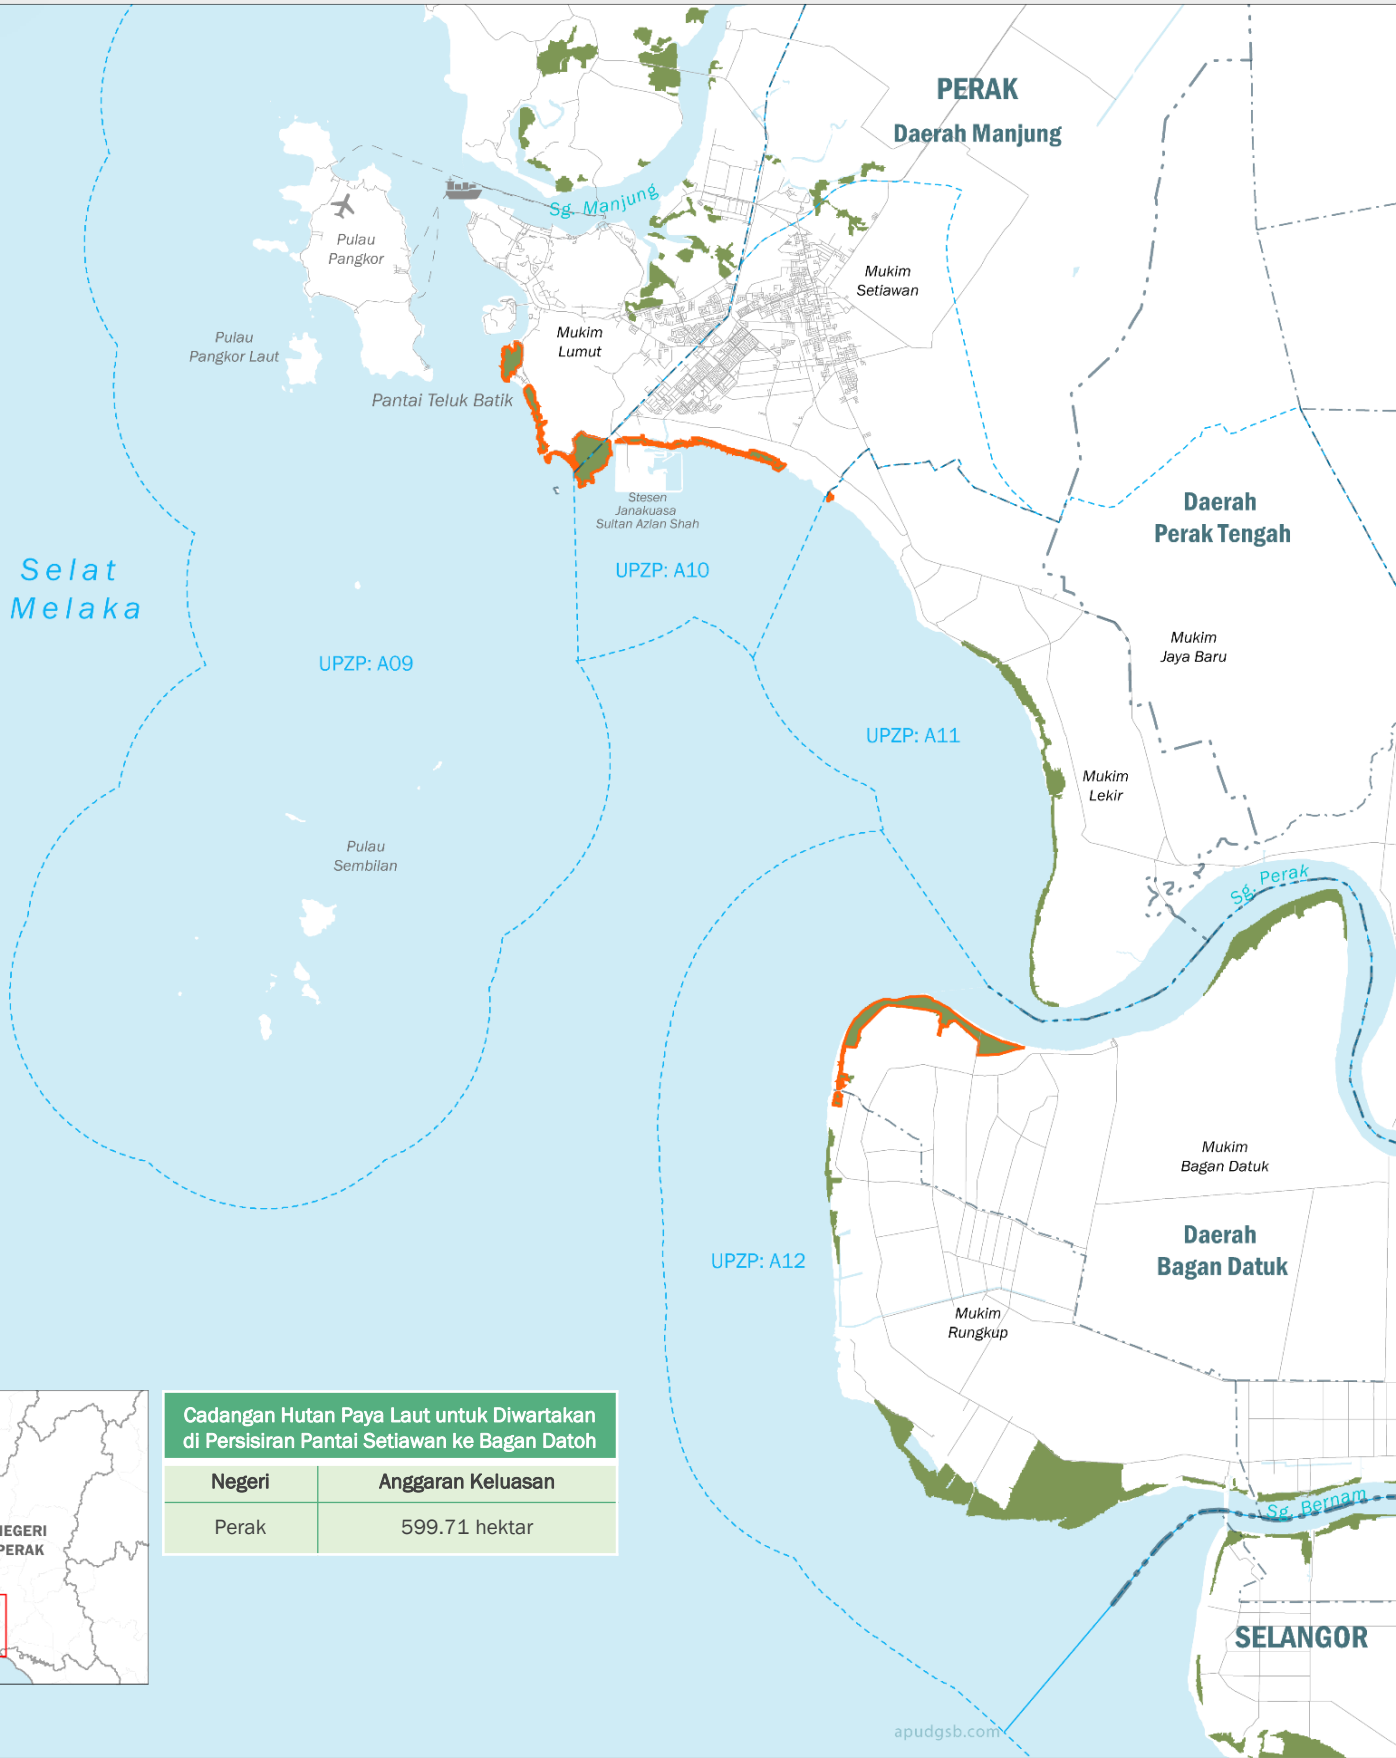 PERAK
Daerah Manjung
Sg. Manjung
Pulau
Pangkor
Mukim
Setiawan
Pulau
Pangkor Laut
Mukim
Lumut
Pantai Teluk Batik
Stesen
Janakuasa
Sultan Azlan Shah
Daerah
Perak Tengah
Selat
Melaka
UPZP: A10
UPZP: A09
Mukim
Jaya Baru
UPZP: A11
Mukim
Lekir
Pulau
Sembilan
Sg. Perak
Mukim
Bagan Datuk
Daerah
Bagan Datuk
UPZP: A12
Mukim
Rungkup
Cadangan Hutan Paya Laut untuk Diwartakan
di Persisiran Pantai Setiawan ke Bagan Datoh
Negeri Anggaran Keluasan
Perak 599.71 hektar
Sg. Bernam
PERAK
SELANGOR
apudgsb.com